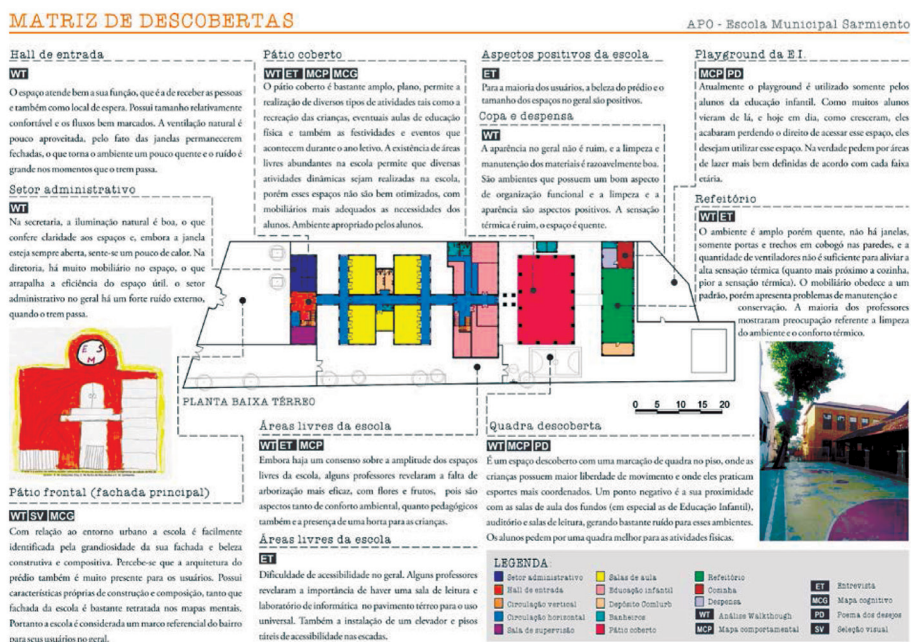 MATRIZ DE DESCOBERTAS
APO - Escola Municipal Sarmiento
Hall de entrada
WT
O espaço atende bem a sua função, que é a de receber as pessoas
e também como local de espera. Possui tamanho relativamente
confortável e os fluxos bem marcados. A ventilação natural é
pouco aproveitada, pelo fato das janelas permanecerem
fechadas, o que torna o ambiente um pouco quente e o ruído é
grande nos momentos que o trem passa.
Setor administrativo
WT
Na secretaria, a iluminação natural é boa, o que
confere claridade aos espaços e, embora a janela
esteja sempre aberta, sente-se um pouco de calor. Na
diretoria, há muito mobiliário no espaço, o que
atrapalha a eficiência do espaço útil. o setor
administrativo no geral há um forte ruído externo,
quando o trem passa.
E S
M
Pátio frontal (fachada principal)
WT SV MCG
Com relação ao entorno urbano a escola é facilmente
identificada pela grandiosidade da sua fachada e beleza
construtiva e compositiva. Percebe-se que a arquitetura do
prédio também é muito presente para os usuários. Possui
características próprias de construção e composição, tanto que
fachada da escola é bastante retratada nos mapas mentais.
Portanto a escola é considerada um marco referencial do bairro
para seus usuários no geral.
Pátio coberto
WT ET MCP MCG
O pátio coberto é bastante amplo, plano, permite a
realização de diversos tipos de atividades tais como a
recreação das crianças, eventuais aulas de educação
física e também as festividades e eventos que
acontecem durante o ano letivo. A existência de áreas
livres abundantes na escola permite que diversas
atividades dinâmicas sejam realizadas na escola,
porém esses espaços não são bem otimizados, com
mobiliários mais adequados as necessidades dos
alunos. Ambiente apropriado pelos alunos.
Aspectos positivos da escola
ET
Para a maioria dos usuários, a beleza do prédio e o
tamanho dos espaços no geral são positivos.
Copa e despensa
WT
A aparência no geral não é ruim, e a limpeza e
manutenção dos materiais é razoavelmente boa.
São ambientes que possuem um bom aspecto
de organização funcional e a limpeza e a
aparência são aspectos positivos. A sensação
térmica é ruim, o espaço é quente.
Playground da E.I.
MCP PD
Atualmente o playground é utilizado somente pelos
alunos da educação infantil. Como muitos alunos
vieram de lá, e hoje em dia, como cresceram, eles
acabaram perdendo o direito de acessar esse espaço, eles
desejam utilizar esse espaço. Na verdade pedem por áreas
de lazer mais bem definidas de acordo com cada faixa
etária.
Refeitório
WT ET
O ambiente é amplo porém quente, não há janelas,
somente portas e trechos em cobogó nas paredes, e a
quantidade de ventiladores não é suficiente para aliviar a
alta sensação térmica (quanto mais próximo a cozinha,
pior a sensação térmica). O mobiliário obedece a um
padrão, porém apresenta problemas de manutenção e
conservação. A maioria dos professores
mostraram preocupação referente a limpeza
do ambiente e o conforto térmico.
PLANTA BAIXA TÉRREO
0 5 10 15 20
Áreas livres da escola
WT ET MCP
Embora haja um consenso sobre a amplitude dos espaços
livres da escola, alguns professores revelaram a falta de
arborização mais eficaz, com flores e frutos, pois são
aspectos tanto de conforto ambiental, quanto pedagógicos
também e a presença de uma horta para as crianças.
Áreas livres da escola
ET
Dificuldade de acessibilidade no geral. Alguns professores
revelaram a importância de haver uma sala de leitura e
laboratório de informática no pavimento térreo para o uso
universal. Também a instalação de um elevador e pisos
táteis de acessibilidade nas escadas.
Quadra descoberta
WT MCP PD
É um espaço descoberto com uma marcação de quadra no piso, onde as
crianças possuem maior liberdade de movimento e onde eles praticam
esportes mais coordenados. Um ponto negativo é a sua proximidade
com as salas de aula dos fundos (em especial as de Educação Infantil),
auditório e salas de leitura, gerando bastante ruído para esses ambientes.
Os alunos pedem por uma quadra melhor para as atividades físicas.
LEGENDA:
Setor administrativo
Hall de entrada
Circulação vertical
Circulação horizontal
Sala de supervisão
Salas de aula
Educação infantil
Depósito Comlurb
Banheiros
Pátio coberto
Refeitório
Cozinha
Despensa
WT Análise Walkthough
MCP Mapa comportamental
ET Entrevista
MCG Mapa cognitivo
PD Poema dos desejos
SV Seleção visual